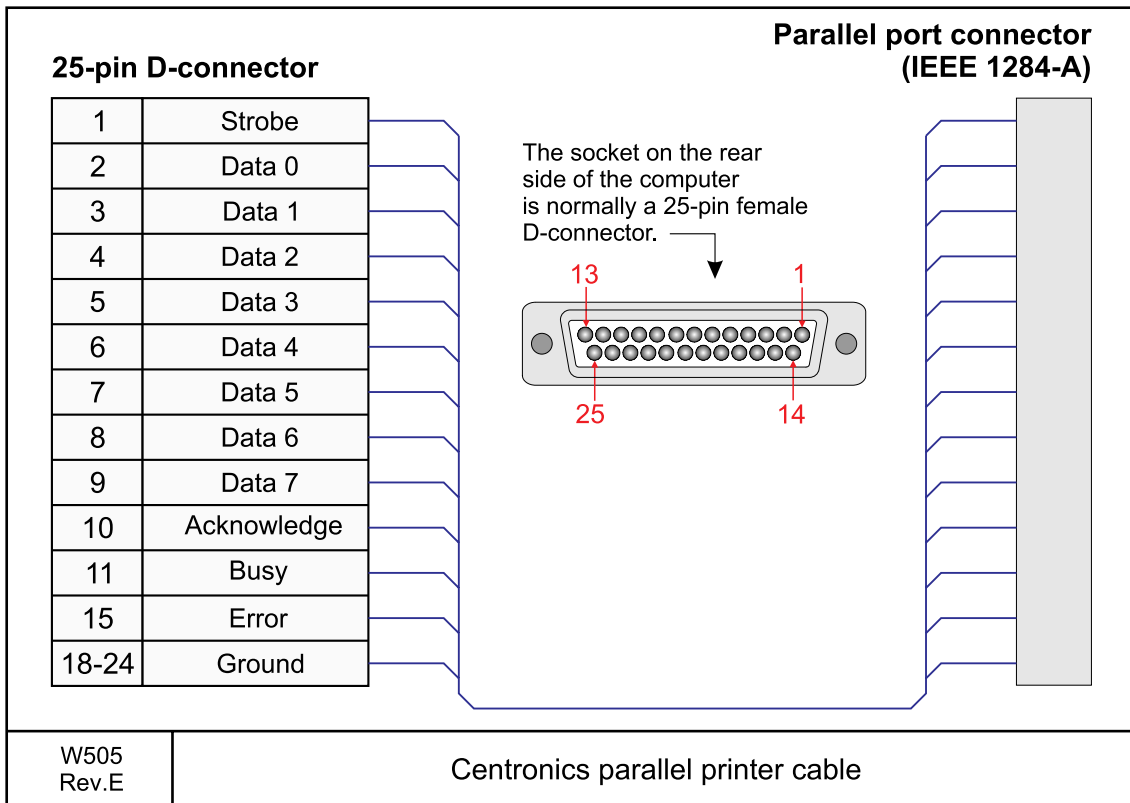 25-pin D-connector
Parallel port connector
(IEEE 1284-A)
1 Strobe
2 Data 0
3 Data 1
4 Data 2
5 Data 3
6 Data 4
7 Data 5
8 Data 6
9 Data 7
10 Acknowledge
11 Busy
15 Error
18-24 Ground
The socket on the rear
side of the computer
is normally a 25-pin female
D-connector.
13 1
25 14
W505
Rev.E
Centronics parallel printer cable